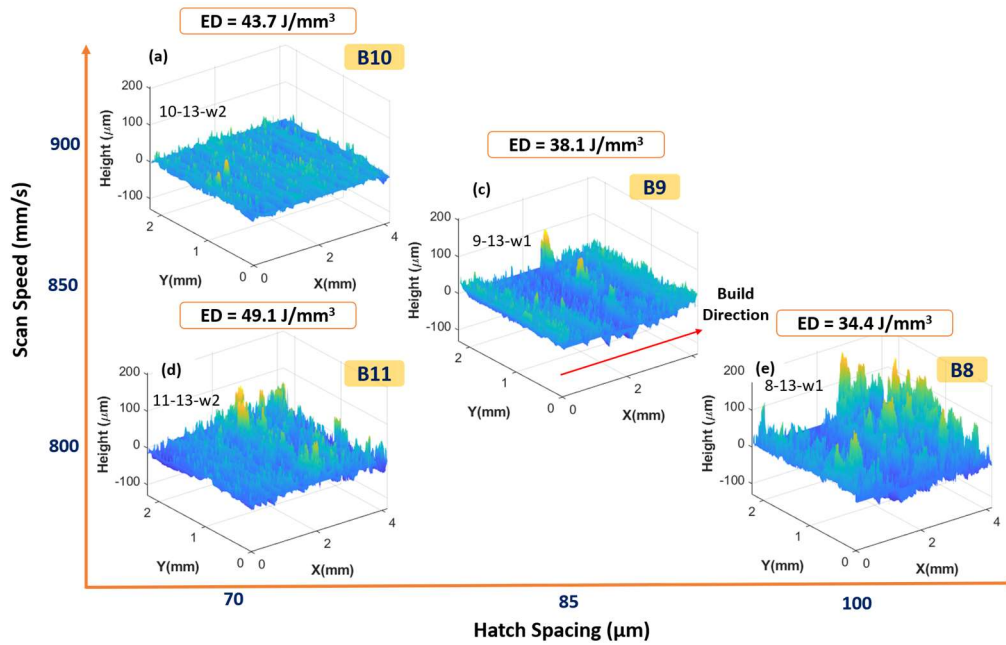 ED = 43.7 J/mm³
(a)
B10
10-13-w2
200
100
0
-100
Height (μm)
2
1
0
Y(mm)
0
2
4
X(mm)
ED = 38.1 J/mm³
(c)
B9
9-13-w1
200
100
0
-100
Height (μm)
2
1
0
Y(mm)
0
2
X(mm)
Build
Direction
ED = 49.1 J/mm³
(d)
B11
11-13-w2
200
100
0
-100
Height (μm)
2
1
0
Y(mm)
0
2
4
X(mm)
ED = 34.4 J/mm³
(e)
B8
8-13-w1
200
100
0
-100
Height (μm)
2
1
0
Y(mm)
0
2
4
X(mm)
Scan Speed (mm/s)
900
850
800
70
85
100
Hatch Spacing (μm)